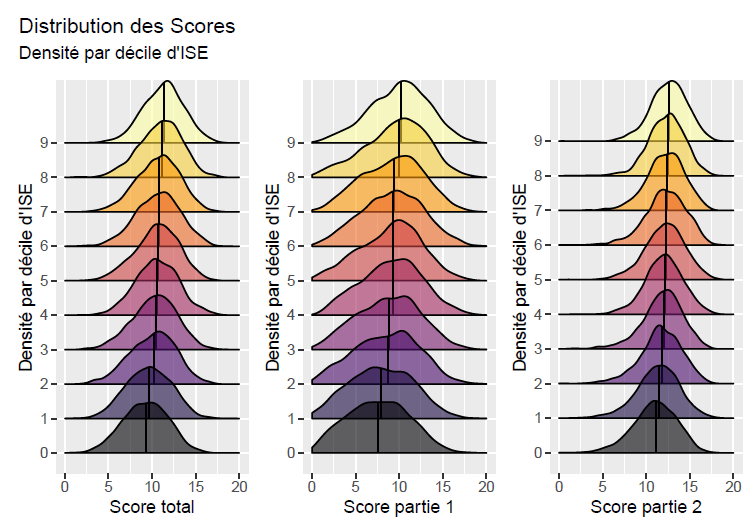 Distribution des Scores
Densité par décile d'ISE
Densité par décile d'ISE
9
8
7
6
5
4
3
2
1
0
0 5 10 15 20
Score total
Densité par décile d'ISE
9
8
7
6
5
4
3
2
1
0
0 5 10 15 20
Score partie 1
Densité par décile d'ISE
9
8
7
6
5
4
3
2
1
0
0 5 10 15 20
Score partie 2